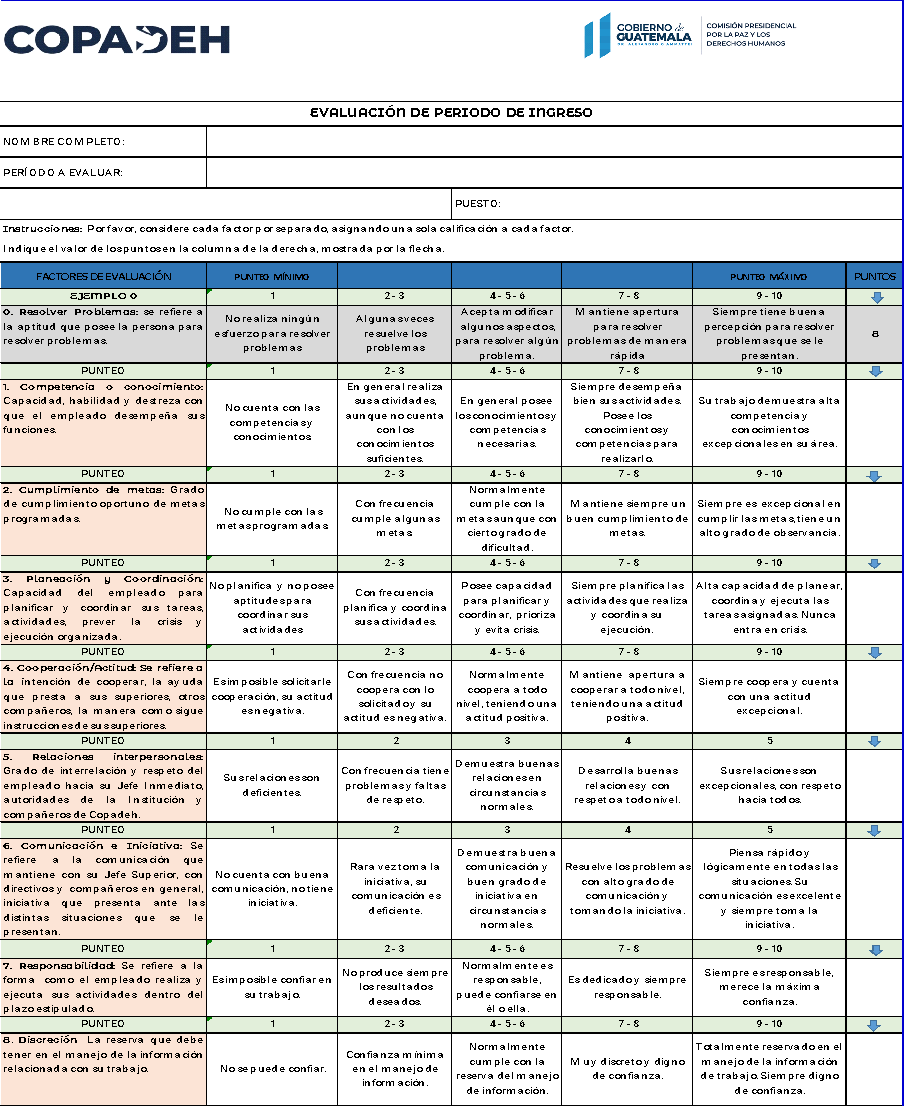 COPADEH
GOBIERNO de
GUATEMALA
DR. ALEJANDRO GIAMMATTEI
COMISIÓN PRESIDENCIAL
POR LA PAZ Y LOS
DERECHOS HUMANOS
EVALUACIÓN DE PERIODO DE INGRESO
NOMBRE COMPLETO:
PERÍODO A EVALUAR:
PUESTO:
Instrucciones: Por favor, considere cada factor por separado, asignando una sola calificación a cada factor.
Indique el valor de los puntos en la columna de la derecha, mostrada por la flecha.
FACTORES DE EVALUACIÓN PUNTEO MÍNIMO PUNTEO MÁXIMO PUNTOS
EJEMPLO 0 1 2 - 3 4 - 5 - 6 7 - 8 9 - 10
0. Resolver Problemas: se refiere a
la aptitud que posee la persona para
resolver problemas.
No realiza ningún
esfuerzo para resolver
problemas
Algunas veces
resuelve los
problemas
Acepta modificar
algunos aspectos,
para resolver algún
problema.
Mantiene apertura
para resolver
problemas de manera
rápida
Siempre tiene buena
percepción para resolver
problemas que se le
presentan.
8
PUNTEO 1 2 - 3 4 - 5 - 6 7 - 8 9 - 10
1. Competencia o conocimiento:
Capacidad, habilidad y destreza con
que el empleado desempeña sus
funciones.
No cuenta con las
competencias y
conocimientos.
En general realiza
sus actividades,
aunque no cuenta
con los
conocimientos
suficientes.
En general posee
los conocimientos y
competencias
necesarias.
Siempre desempeña
bien sus actividades.
Posee los
conocimientos y
competencias para
realizarlo.
Su trabajo demuestra alta
competencia y
conocimientos
excepcionales en su área.
PUNTEO 1 2 - 3 4 - 5 - 6 7 - 8 9 - 10
2. Cumplimiento de metas: Grado
de cumplimiento oportuno de metas
programadas.
No cumple con las
metas programadas.
Con frecuencia
cumple algunas
metas.
Normalmente
cumple con la
metas aunque con
cierto grado de
dificultad.
Mantiene siempre un
buen cumplimiento de
metas.
Siempre es excepcional en
cumplir las metas, tiene un
alto grado de observancia.
PUNTEO 1 2 - 3 4 - 5 - 6 7 - 8 9 - 10
3. Planeación y Coordinación:
Capacidad del empleado para
planificar y coordinar sus tareas,
actividades, prever la crisis y
ejecución organizada.
No planifica y no posee
aptitudes para
coordinar sus
actividades
Con frecuencia
planifica y coordina
sus actividades.
Posee capacidad
para planificar y
coordinar, prioriza
y evita crisis.
Siempre planifica las
actividades que realiza
y coordina su
ejecución.
Alta capacidad de planear,
coordina y ejecuta las
tareas asignadas. Nunca
entra en crisis.
PUNTEO 1 2 - 3 4 - 5 - 6 7 - 8 9 - 10
4. Cooperación/Actitud: Se refiere a
la intención de cooperar, la ayuda
que presta a sus superiores, otros
compañeros, la manera como sigue
instrucciones de sus superiores.
Es imposible solicitarle
cooperación, su actitud
es negativa.
Con frecuencia no
coopera con lo
solicitado y su
actitud es negativa.
Normalmente
coopera a todo
nivel, teniendo una
actitud positiva.
Mantiene apertura a
cooperar a todo nivel,
teniendo una actitud
positiva.
Siempre coopera y cuenta
con una actitud
excepcional.
PUNTEO 1 2 3 4 5
5. Relaciones interpersonales:
Grado de interrelación y respeto del
empleado hacia su Jefe Inmediato,
autoridades de la Institución y
compañeros de Copadeh.
Sus relaciones son
deficientes.
Con frecuencia tiene
problemas y faltas
de respeto.
Demuestra buenas
relaciones en
circunstancias
normales.
Desarrolla buenas
relaciones y con
respeto a todo nivel.
Sus relaciones son
excepcionales, con respeto
hacia todos.
PUNTEO 1 2 3 4 5
6. Comunicación e Iniciativa: Se
refiere a la comunicación que
mantiene con su Jefe Superior, con
directivos y compañeros en general,
iniciativa que presenta ante las
distintas situaciones que se le
presentan.
No cuenta con buena
comunicación, no tiene
iniciativa.
Rara vez toma la
iniciativa, su
comunicación es
deficiente.
Demuestra buena
comunicación y
buen grado de
iniciativa en
circunstancias
normales.
Resuelve los problemas
con alto grado de
comunicación y
tomando la iniciativa.
Piensa rápido y
lógicamente en todas las
situaciones. Su
comunicación es excelente
y siempre toma la
iniciativa.
PUNTEO 1 2 - 3 4 - 5 - 6 7 - 8 9 - 10
7. Responsabilidad: Se refiere a la
forma como el empleado realiza y
ejecuta sus actividades dentro del
plazo estipulado.
Es imposible confiar en
su trabajo.
No produce siempre
los resultados
deseados.
Normalmente es
responsable,
puede confiarse en
él o ella.
Es dedicado y siempre
responsable.
Siempre es responsable,
merece la máxima
confianza.
PUNTEO 1 2 - 3 4 - 5 - 6 7 - 8 9 - 10
8. Discreción La reserva que debe
tener en el manejo de la información
relacionada con su trabajo.
No se puede confiar.
Confianza mínima
en el manejo de
información.
Normalmente
cumple con la
reserva del manejo
de información.
Muy discreto y digno
de confianza.
Totalmente reservado en el
manejo de la información
de trabajo. Siempre digno
de confianza.